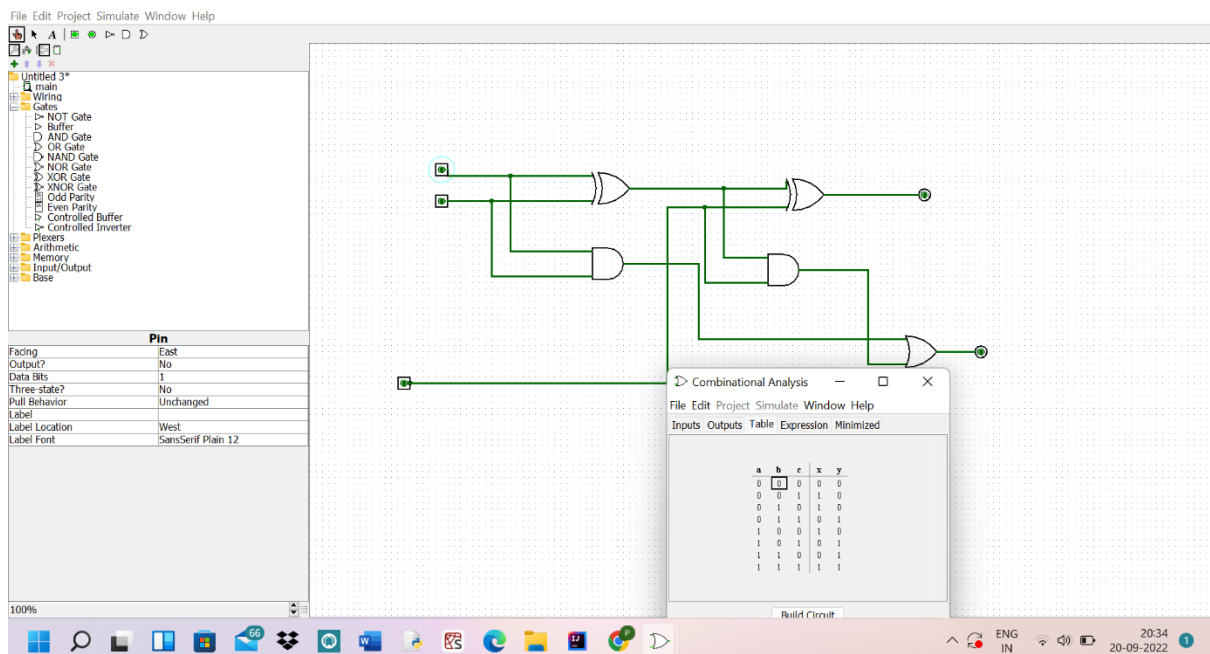 File Edit Project Simulate Window Help
A
Untitled 3*
main
Wiring
Gates
NOT Gate
Buffer
AND Gate
OR Gate
NAND Gate
NOR Gate
XOR Gate
XNOR Gate
Odd Parity
Even Parity
Controlled Buffer
Controlled Inverter
Plexers
Arithmetic
Memory
Input/Output
Base
Pin
Facing East
Output? No
Data Bits 1
Three-state? No
Pull Behavior Unchanged
Label
Label Location West
Label Font SansSerif Plain 12
100%
Combinational Analysis
File Edit Project Simulate Window Help
Inputs Outputs Table Expression Minimized
a b c x y
0 0 0 0 0
0 0 1 1 0
0 1 0 1 0
0 1 1 0 1
1 0 0 1 0
1 0 1 0 1
1 1 0 0 1
1 1 1 1 1
Build Circuit
66
ENG
IN
20:34
20-09-2022
1